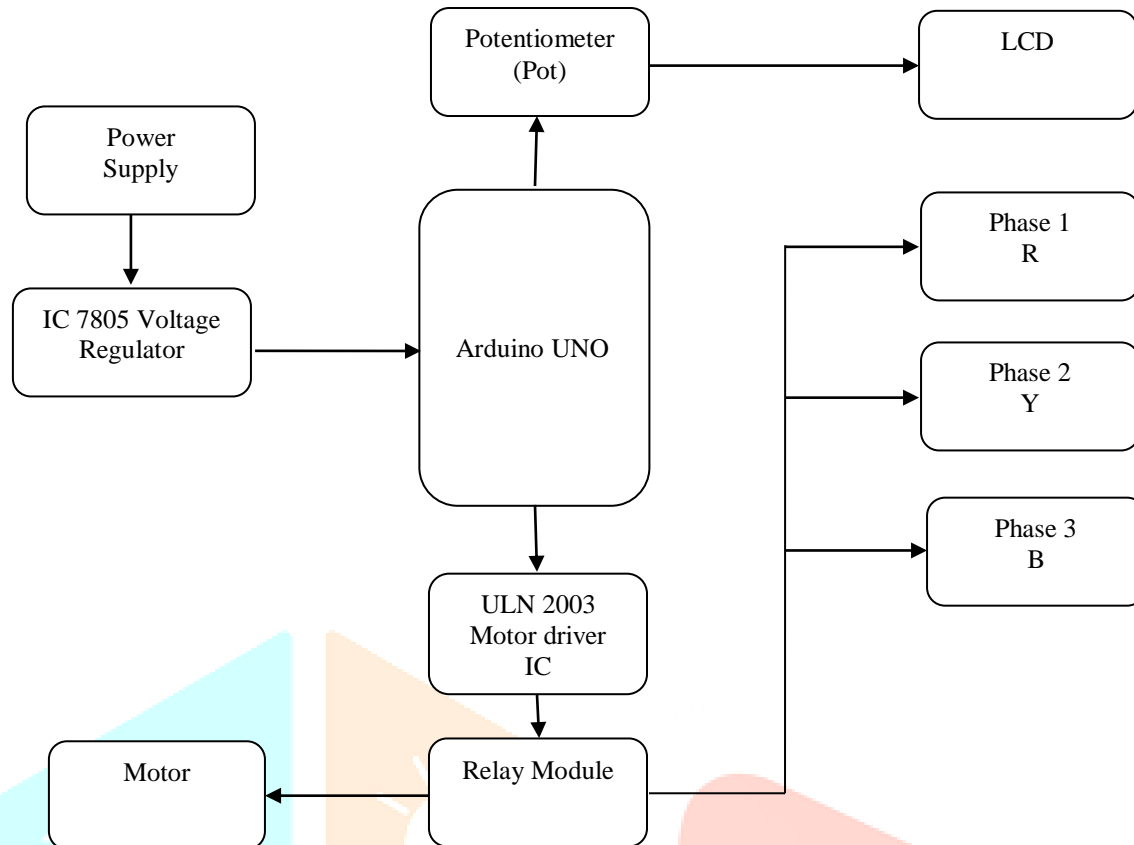 Potentiometer
(Pot)
LCD
Power
Supply
Phase 1
R
IC 7805 Voltage
Regulator
Arduino UNO
Phase 2
Y
Phase 3
B
ULN 2003
Motor driver
IC
Motor
Relay Module